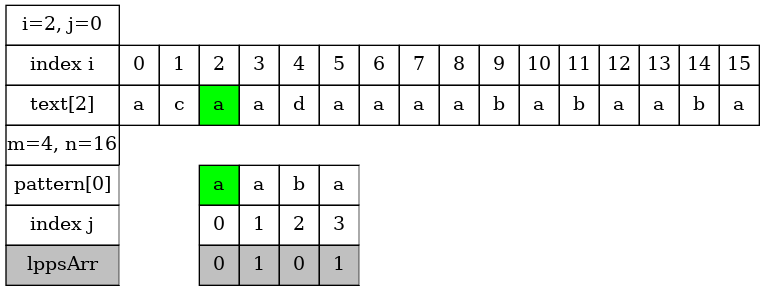 i=2, j=0
index i 0 1 2 3 4 5 6 7 8 9 10 11 12 13 14 15
text[2] a c a a d a a a a b a b a a b a
m=4, n=16
pattern[0] a a b a
index j 0 1 2 3
lppsArr 0 1 0 1